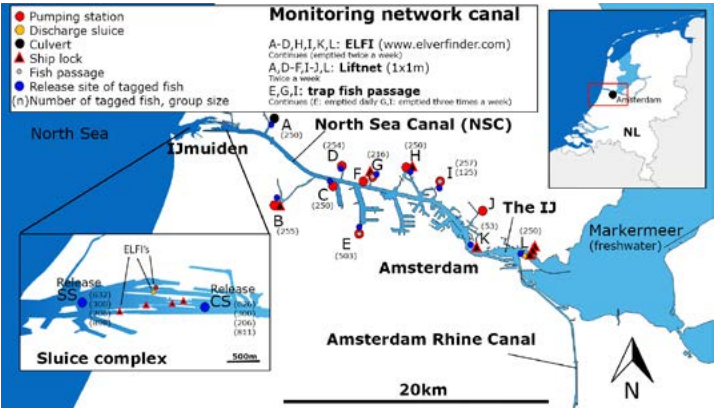 Pumping station
Discharge sluice
Culvert
Ship lock
Fish passage
Release site of tagged fish
(n)Number of tagged fish, group size
Monitoring network canal
A-D,H,I,K,L: ELFI (www.elverfinder.com)
Continues (emptied twice a week)
A,D-F,I-J,L: Liftnet (1x1m)
Twice a week
E,G,I: trap fish passage
Continues (E: emptied daily G,I: emptied three times a week)
Amsterdam
NL
North Sea
IJmuiden
A
(250)
North Sea Canal (NSC)
(254)
D
(216)
G
(250)
H
(257)
(125)
I
F
C
(250)
B
(255)
E
(503)
J
(53)
The IJ
K
L
(250)
Markermeer
(freshwater)
Amsterdam
ELFI's
Release
SS
(632)
(300)
Release
CS
(626)
(300)
(206)
(811)
Sluice complex
500m
Amsterdam Rhine Canal
20km
N